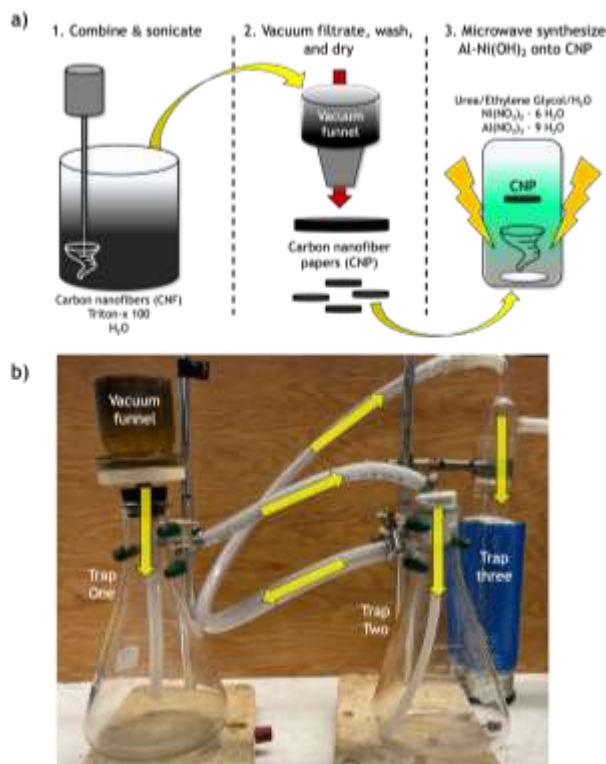 a)
1. Combine & sonicate
2. Vacuum filtrate, wash,
and dry
3. Microwave synthesize
Al-Ni(OH)₂ onto CNP
Vacuum
funnel
Urea/Ethylene Glycol/H₂O
Ni(NO₃)₂ · 6 H₂O
Al(NO₃)₃ · 9 H₂O
CNP
Carbon nanofibers (CNF)
Triton-x 100
H₂O
Carbon nanofiber
papers (CNP)
b)
Vacuum
funnel
Trap
One
Trap
Two
Trap
three